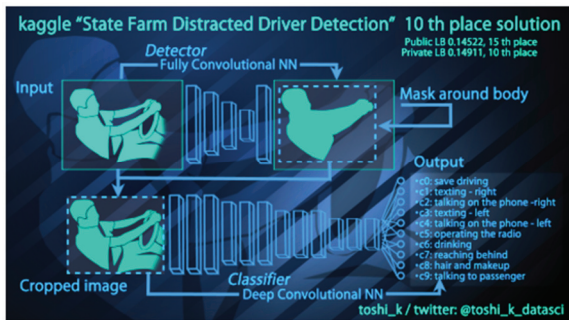 kaggle "State Farm Distracted Driver Detection" 10 th place solution
Public LB 0.14522, 15 th place
Private LB 0.14911, 10 th place
Detector
Fully Convolutional NN
Input
Mask around body
Output
•c0: save driving
•c1: texting - right
•c2: talking on the phone -right
•c3: texting - left
•c4: talking on the phone - left
•c5: operating the radio
•c6: drinking
•c7: reaching behind
•c8: hair and makeup
•c9: talking to passenger
Cropped image
Classifier
Deep Convolutional NN
toshi_k / twitter: @toshi_k_datasci